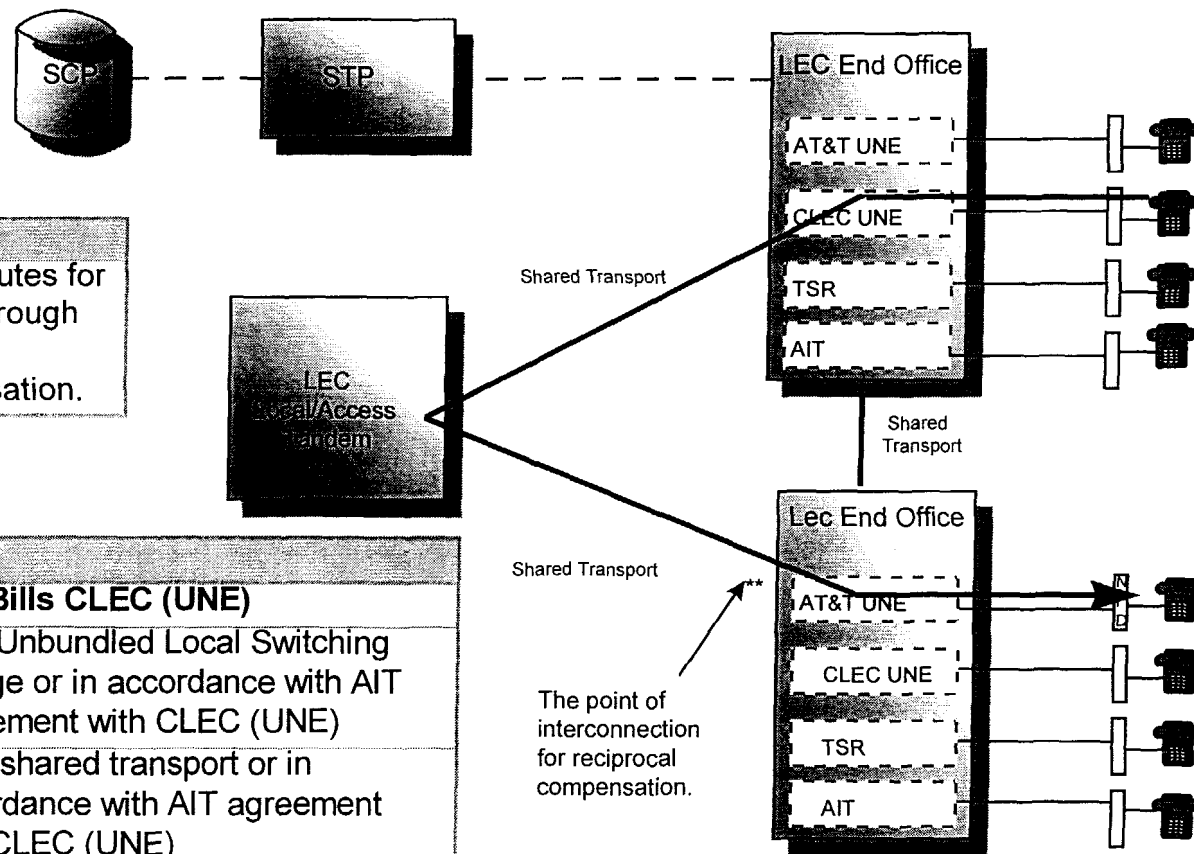 SCP
STP
LEC End Office
AT&T UNE
CLEC UNE
TSR
AIT
utes for
rough
sation.
Shared Transport
LEC
Local/Access
Tandem
Shared
Transport
Lec End Office
Bills CLEC (UNE)
Unbundled Local Switching
ge or in accordance with AIT
ement with CLEC (UNE)
shared transport or in
rdance with AIT agreement
CLEC (UNE)
Shared Transport
**
AT&T UNE
CLEC UNE
TSR
AIT
The point of
interconnection
for reciprocal
compensation.